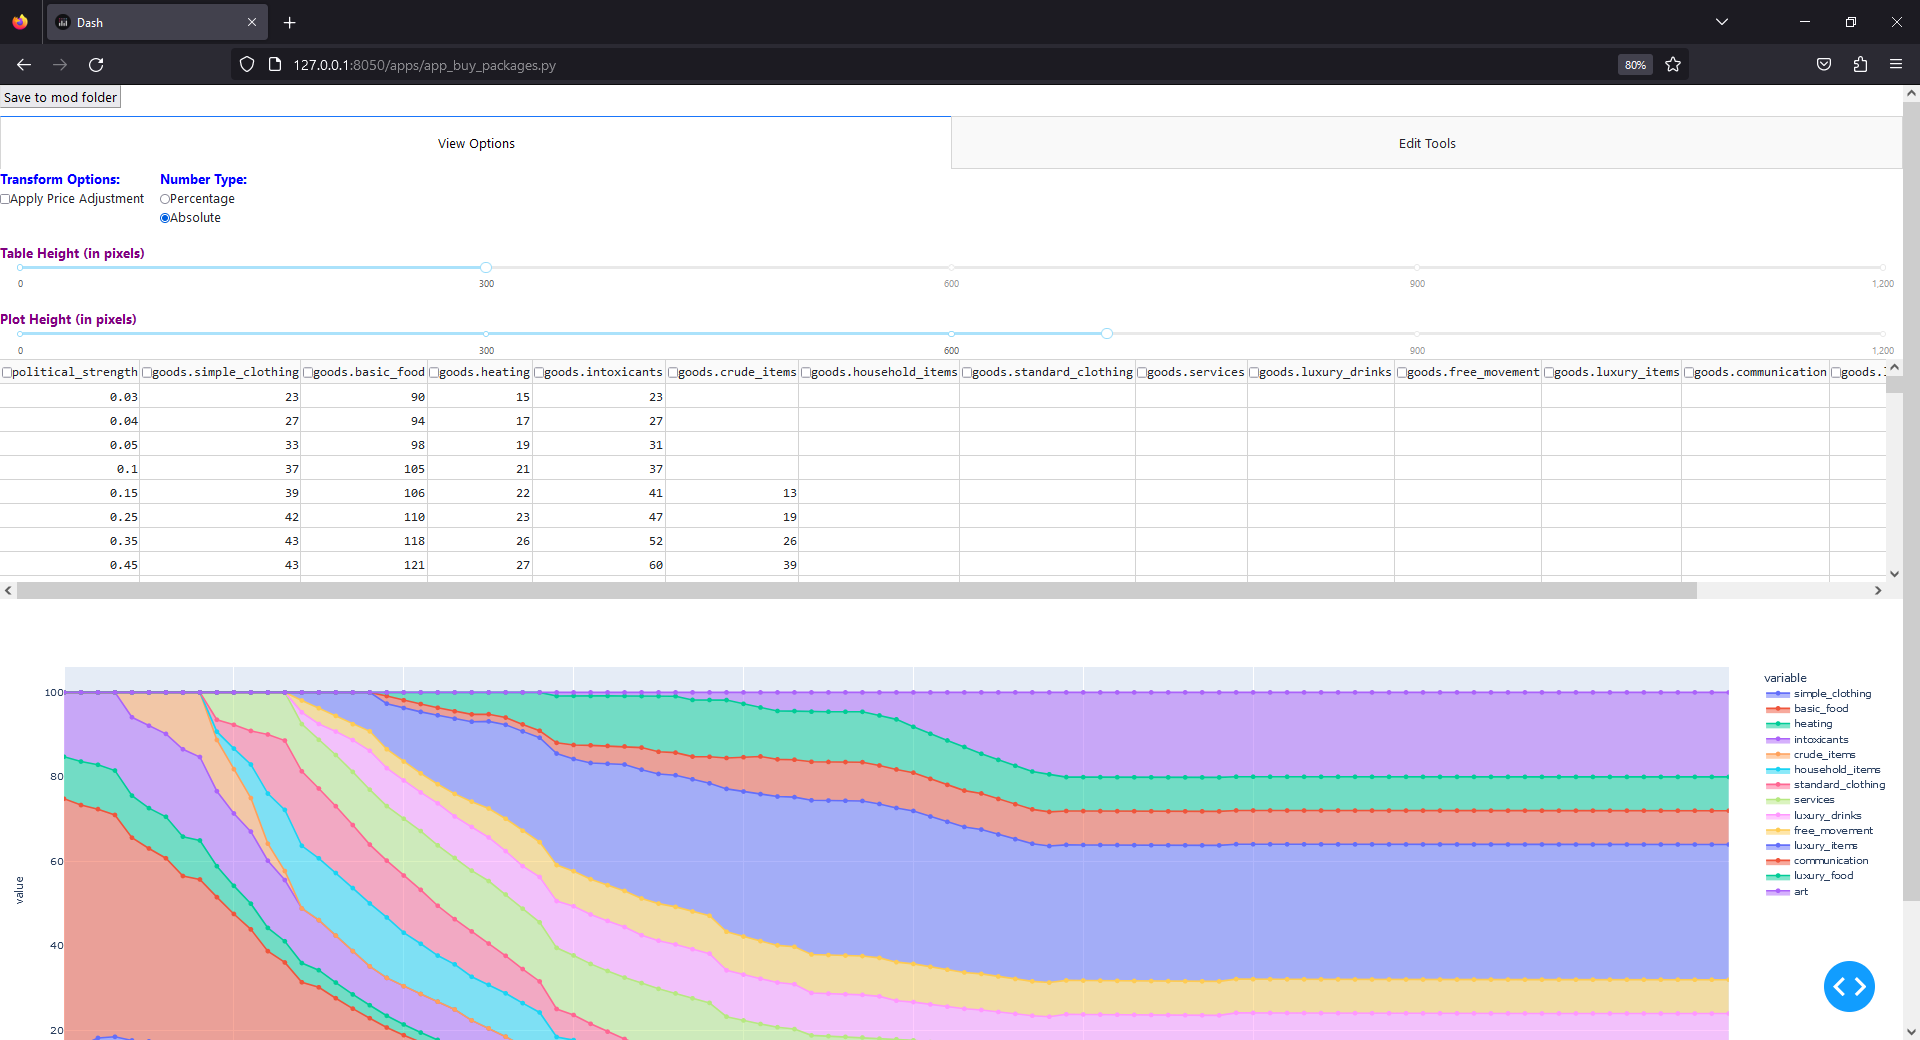 Dash
127.0.0.1:8050/apps/app_buy_packages.py
80%
Save to mod folder
View Options
Edit Tools
Transform Options:
Number Type:
Apply Price Adjustment
Percentage
Absolute
Table Height (in pixels)
0 300 600 900 1,200
Plot Height (in pixels)
0 300 600 900 1,200
political_strength goods.simple_clothing goods.basic_food goods.heating goods.intoxicants goods.crude_items goods.household_items goods.standard_clothing goods.services goods.luxury_drinks goods.free_movement goods.luxury_items goods.communication goods.
0.03 23 90 15 23
0.04 27 94 17 27
0.05 33 98 19 31
0.1 37 105 21 37
0.15 39 106 22 41 13
0.25 42 110 23 47 19
0.35 43 118 26 52 26
0.45 43 121 27 60 39
100
80
60
40
20
value
variable
simple_clothing
basic_food
heating
intoxicants
crude_items
household_items
standard_clothing
services
luxury_drinks
free_movement
luxury_items
communication
luxury_food
art